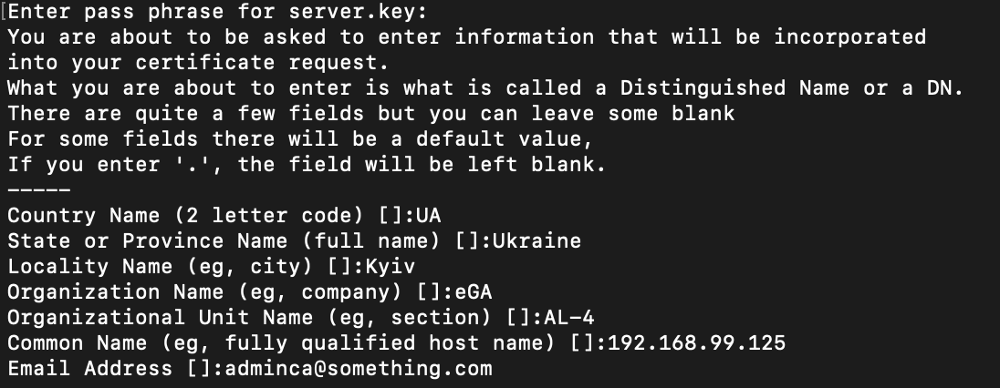 Enter pass phrase for server.key:
You are about to be asked to enter information that will be incorporated
into your certificate request.
What you are about to enter is what is called a Distinguished Name or a DN.
There are quite a few fields but you can leave some blank
For some fields there will be a default value,
If you enter '.', the field will be left blank.
-----
Country Name (2 letter code) []:UA
State or Province Name (full name) []:Ukraine
Locality Name (eg, city) []:Kyiv
Organization Name (eg, company) []:eGA
Organizational Unit Name (eg, section) []:AL-4
Common Name (eg, fully qualified host name) []:192.168.99.125
Email Address []:adminca@something.com